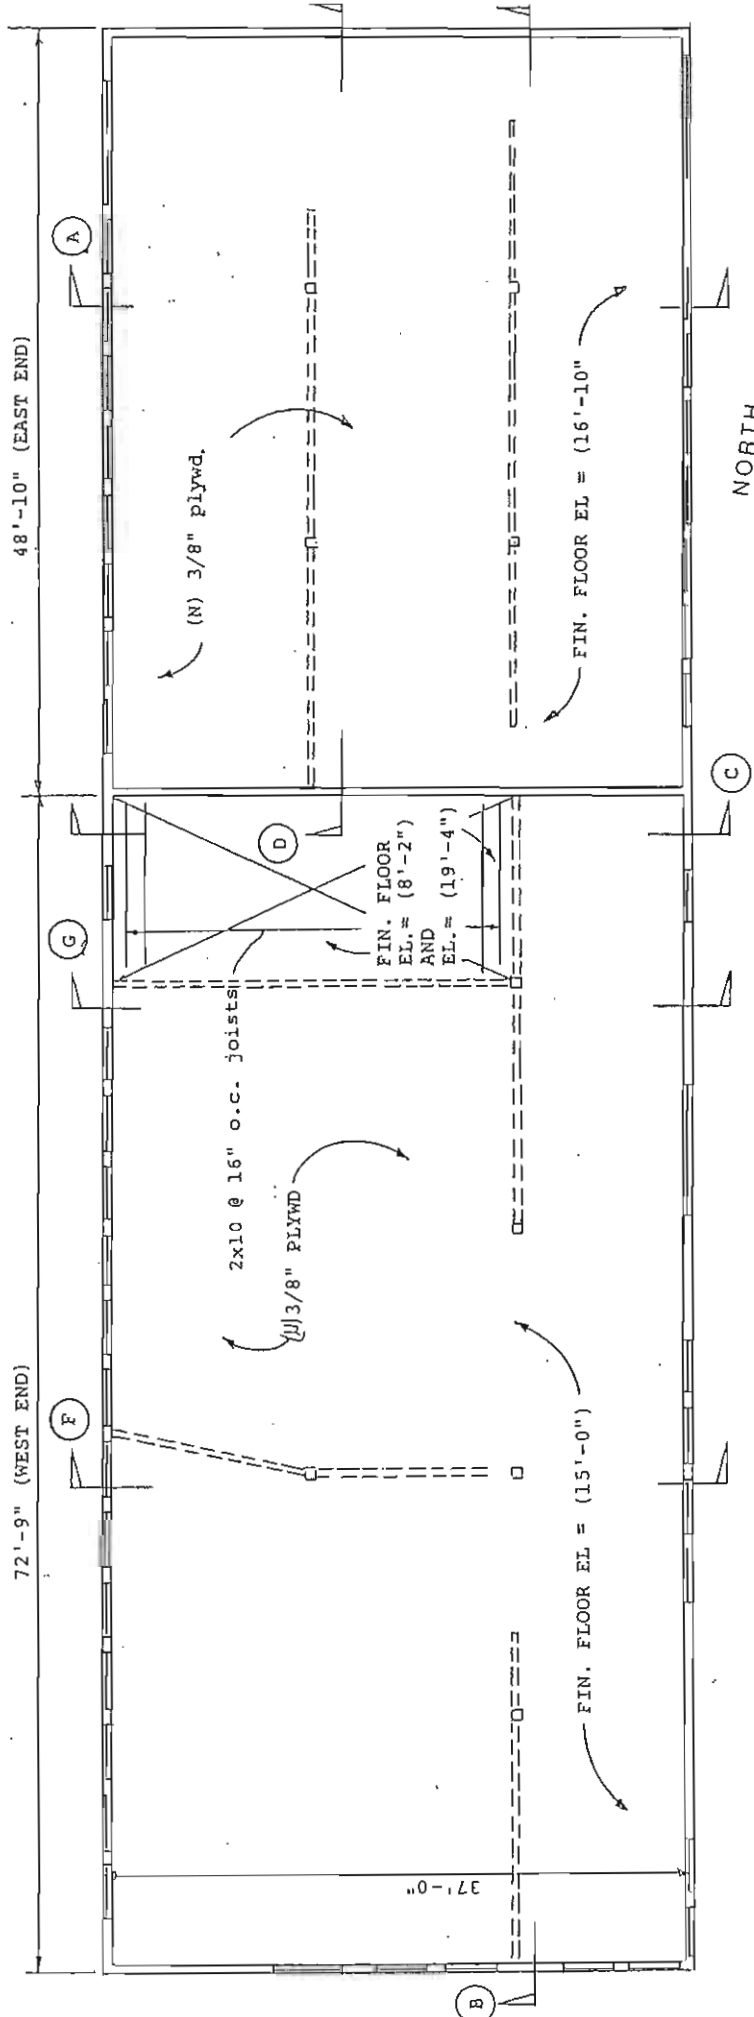 72'-9" (WEST END)
48'-10" (EAST END)
F
G
A
(N) 3/8" plywd.
2x10 @ 16" o.c. joists
3/8" PLYWD
D
FIN. FLOOR
EL.= (8'-2")
AND
EL.= (19'-4")
37'-0"
FIN. FLOOR EL = (15'-0")
FIN. FLOOR EL = (16'-10"
B
C
NORTH